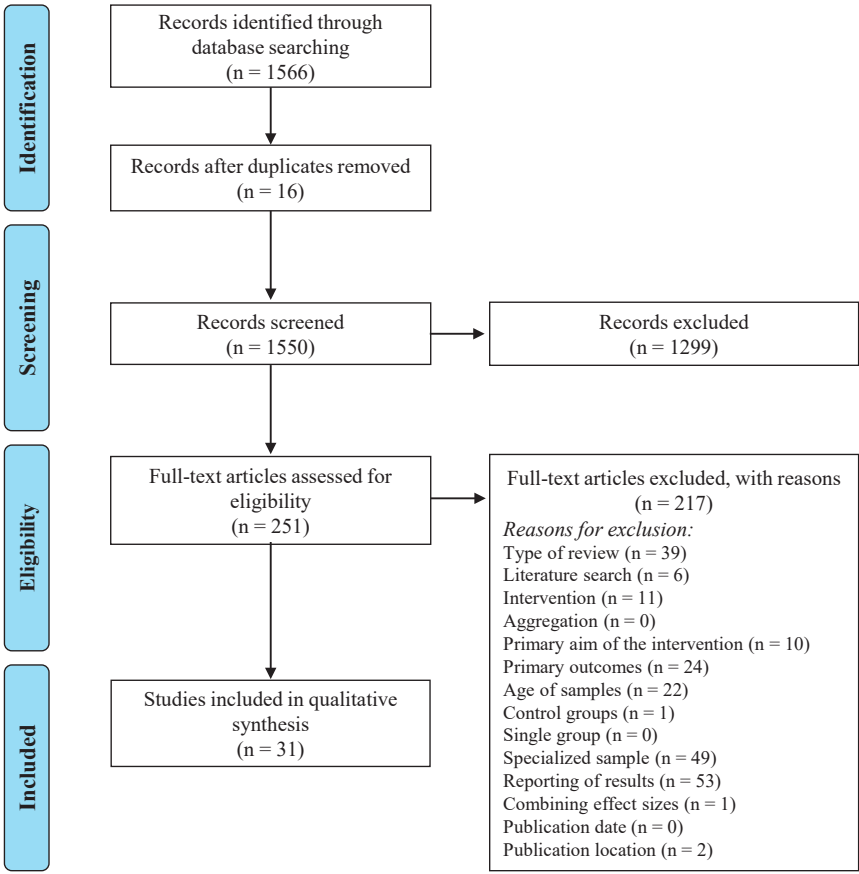 Identification
Records identified through
database searching
(n = 1566)
Records after duplicates removed
(n = 16)
Screening
Records screened
(n = 1550)
Records excluded
(n = 1299)
Eligibility
Full-text articles assessed for
eligibility
(n = 251)
Full-text articles excluded, with reasons
(n = 217)
Reasons for exclusion:
Type of review (n = 39)
Literature search (n = 6)
Intervention (n = 11)
Aggregation (n = 0)
Primary aim of the intervention (n = 10)
Primary outcomes (n = 24)
Age of samples (n = 22)
Control groups (n = 1)
Single group (n = 0)
Specialized sample (n = 49)
Reporting of results (n = 53)
Combining effect sizes (n = 1)
Publication date (n = 0)
Publication location (n = 2)
Included
Studies included in qualitative
synthesis
(n = 31)